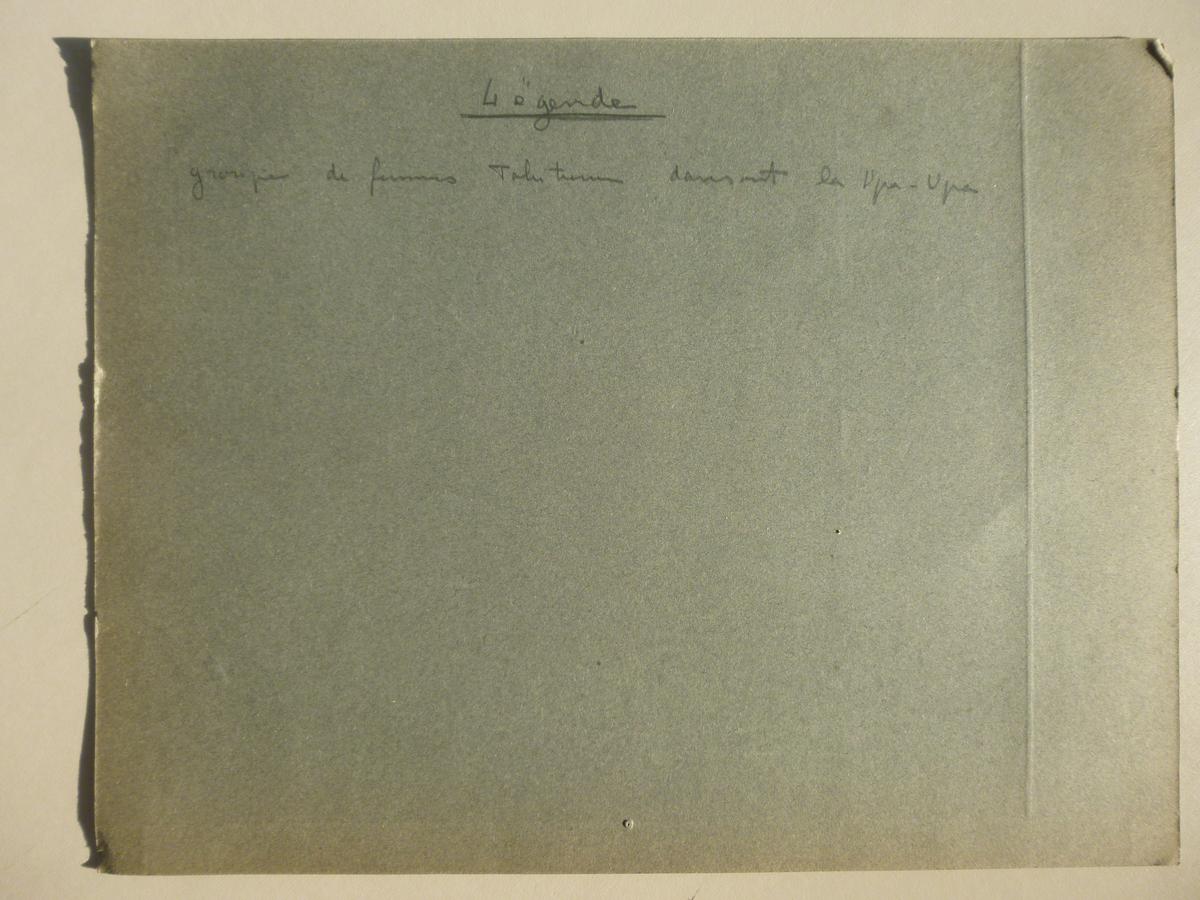 Légende
groupe de femmes Tahitiennes dansant la Upa-Upa